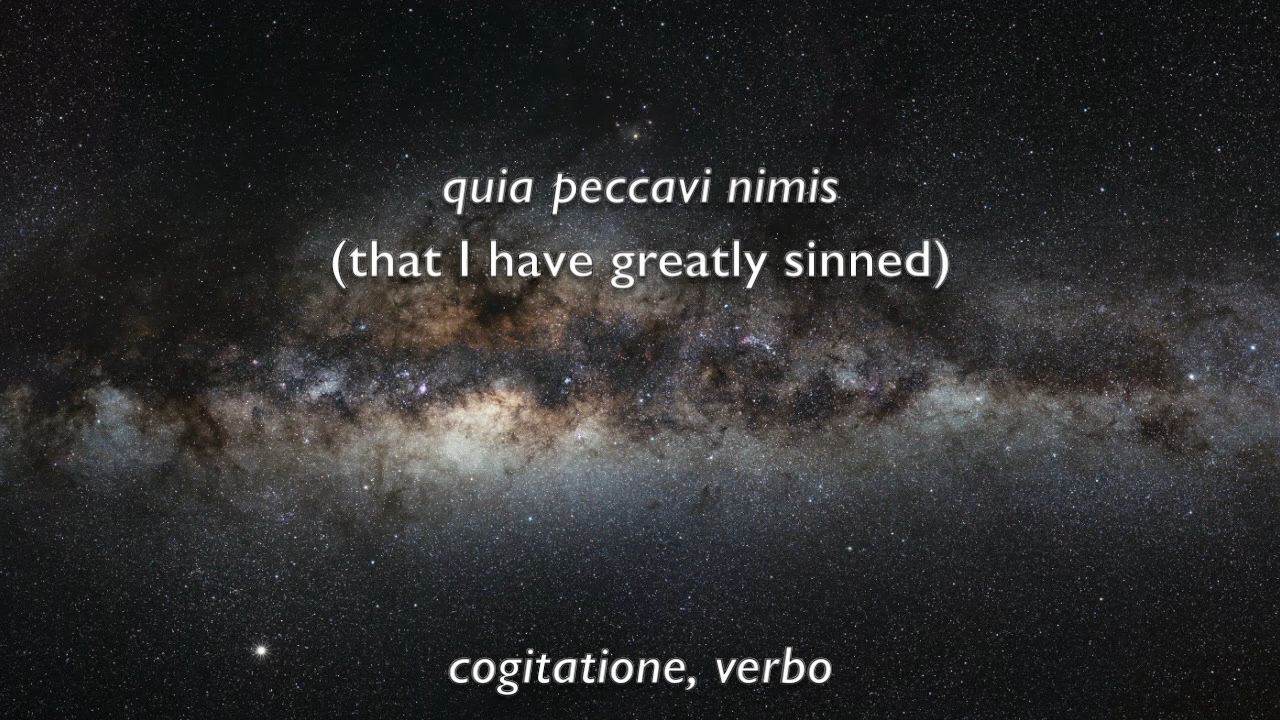 quia peccavi nimis
(that I have greatly sinned)
cogitatione, verbo